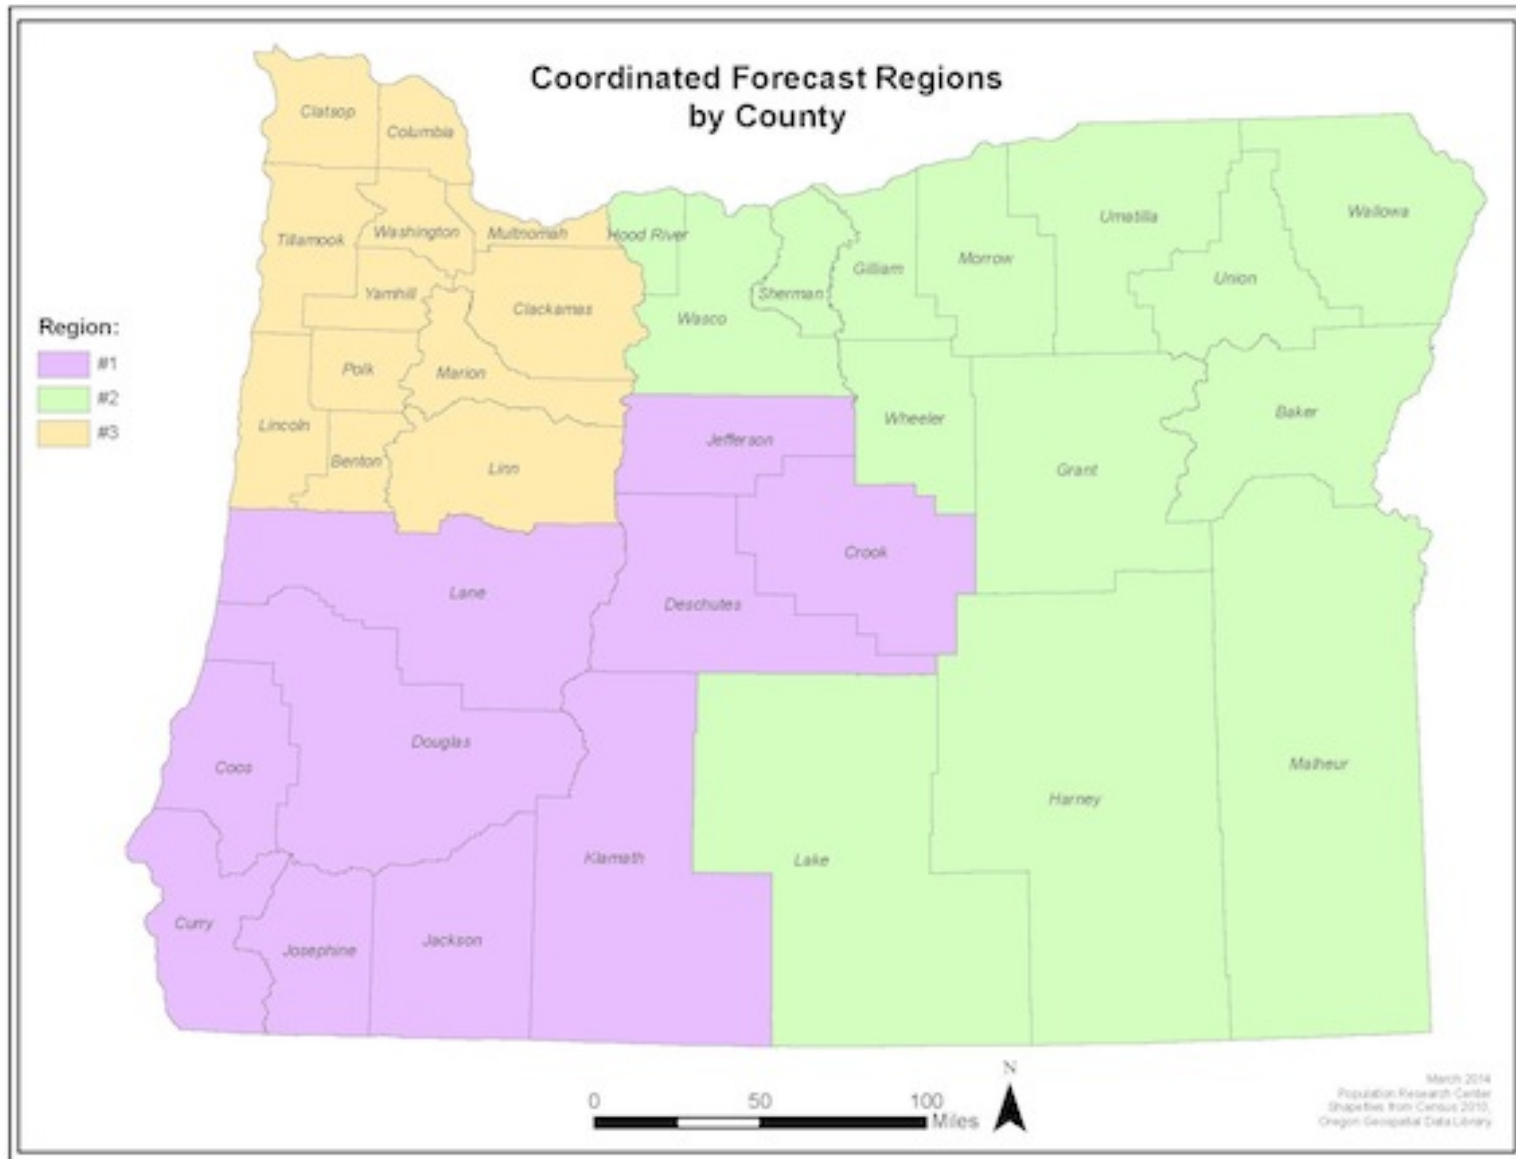 Coordinated Forecast Regions
by County
Clatsop
Columbia
Tillamook
Washington
Multnomah
Hood River
Yamhill
Clackamas
Wasco
Sherman
Gilliam
Morrow
Umatilla
Union
Wallowa
Region:
#1
#2
#3
Polk
Marion
Lincoln
Benton
Linn
Jefferson
Wheeler
Grant
Baker
Lane
Deschutes
Crook
Coos
Douglas
Klamath
Lake
Harney
Malheur
Curry
Josephine
Jackson
0 50 100
Miles
N
March 2014
Population Research Center
Shapefiles from Census 2010,
Oregon Geospatial Data Library